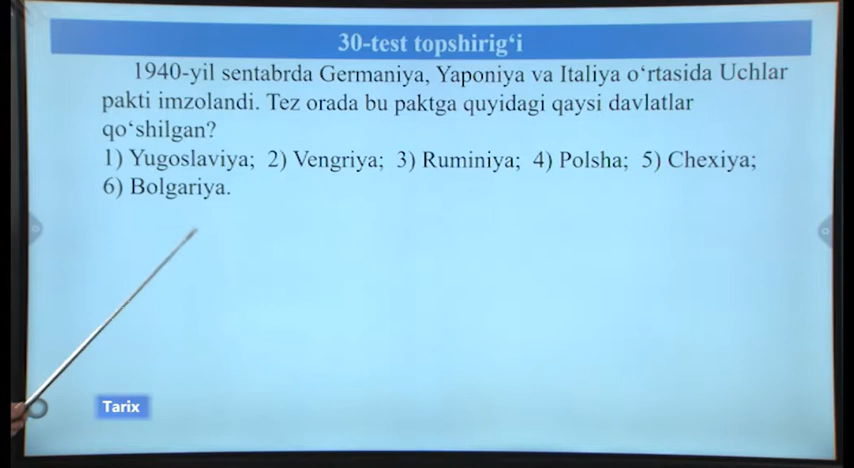 30-test topshirig‘i
1940-yil sentabrda Germaniya, Yaponiya va Italiya o‘rtasida Uchlar
pakti imzolandi. Tez orada bu paktga quyidagi qaysi davlatlar
qo‘shilgan?
1) Yugoslaviya; 2) Vengriya; 3) Ruminiya; 4) Polsha; 5) Chexiya;
6) Bolgariya.
Tarix